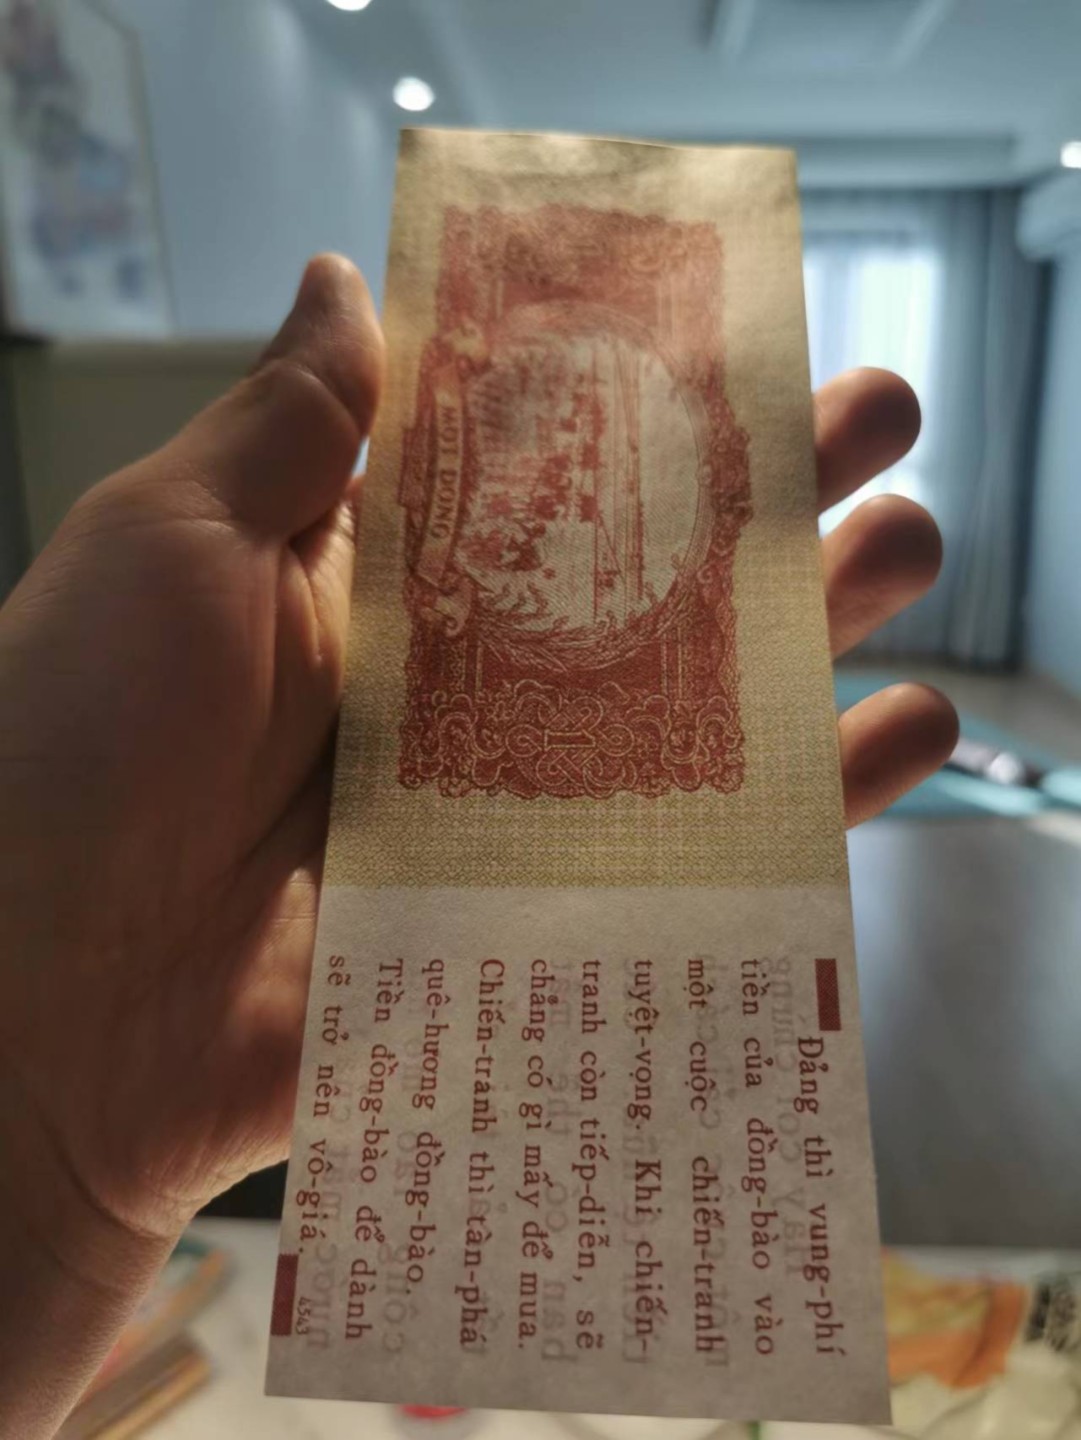 MỘT ĐỒNG
1
Đảng thì vung-phí
tiền của đồng-bào vào
một cuộc chiến-tranh
tuyệt-vọng. Khi chiến-
tranh còn tiếp-diễn, sẽ
chẳng có gì mấy để mua.
Chiến-tranh thì tàn-phá
quê-hương đồng-bào.
Tiền đồng-bào để dành
sẽ trở nên vô-giá.
4543